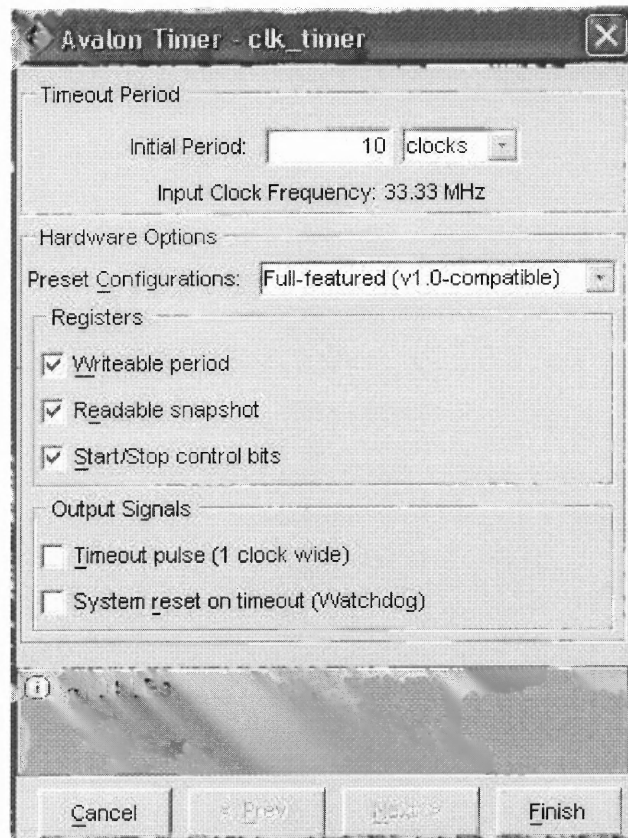 Avalon Timer - clk_timer
Timeout Period
Initial Period: 10 clocks
Input Clock Frequency: 33.33 MHz
Hardware Options
Preset Configurations: Full-featured (v1.0-compatible)
Registers
Writeable period
Readable snapshot
Start/Stop control bits
Output Signals
Timeout pulse (1 clock wide)
System reset on timeout (Watchdog)
Cancel < Prev Next > Finish